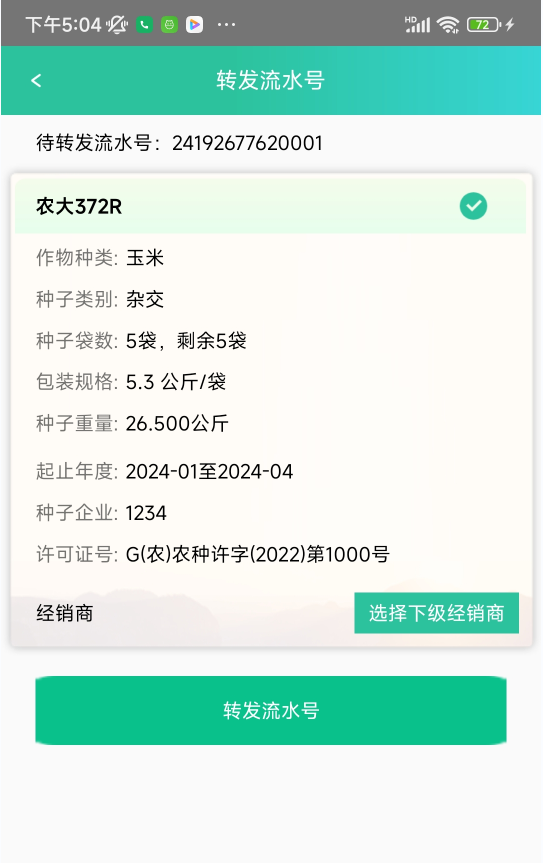 下午5:04
HD
72
<
转发流水号
待转发流水号：24192677620001
农大372R
作物种类: 玉米
种子类别: 杂交
种子袋数: 5袋，剩余5袋
包装规格: 5.3 公斤/袋
种子重量: 26.500公斤
起止年度: 2024-01至2024-04
种子企业: 1234
许可证号: G(农)农种许字(2022)第1000号
经销商
选择下级经销商
转发流水号